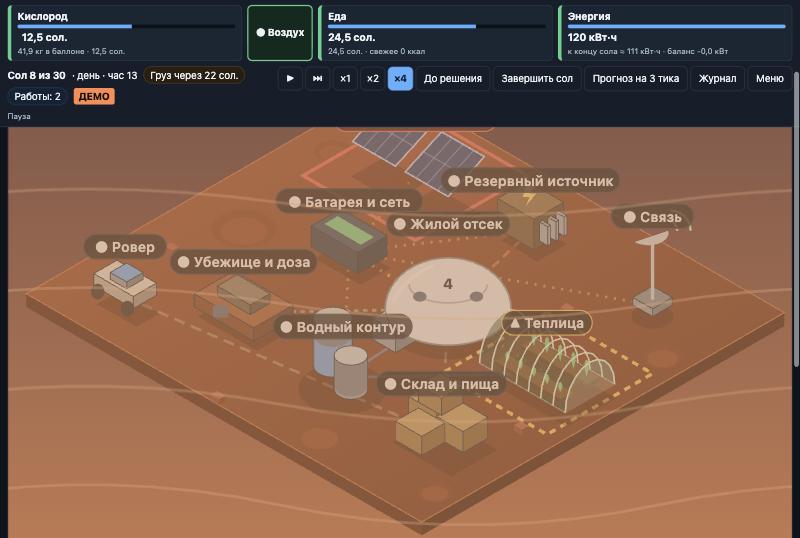 Кислород
12,5 сол.
41,9 кг в баллоне · 12,5 сол.
Воздух
Еда
24,5 сол.
24,5 сол. · свежее 0 ккал
Энергия
120 кВт·ч
к концу сола ≈ 111 кВт·ч · баланс -0,0 кВт
Сол 8 из 30 · день · час 13
Груз через 22 сол.
x1
x2
x4
До решения
Завершить сол
Прогноз на 3 тика
Журнал
Меню
Работы: 2
ДЕМО
Пауза
Резервный источник
Батарея и сеть
Связь
Жилой отсек
Ровер
Убежище и доза
4
Водный контур
Теплица
Склад и пища